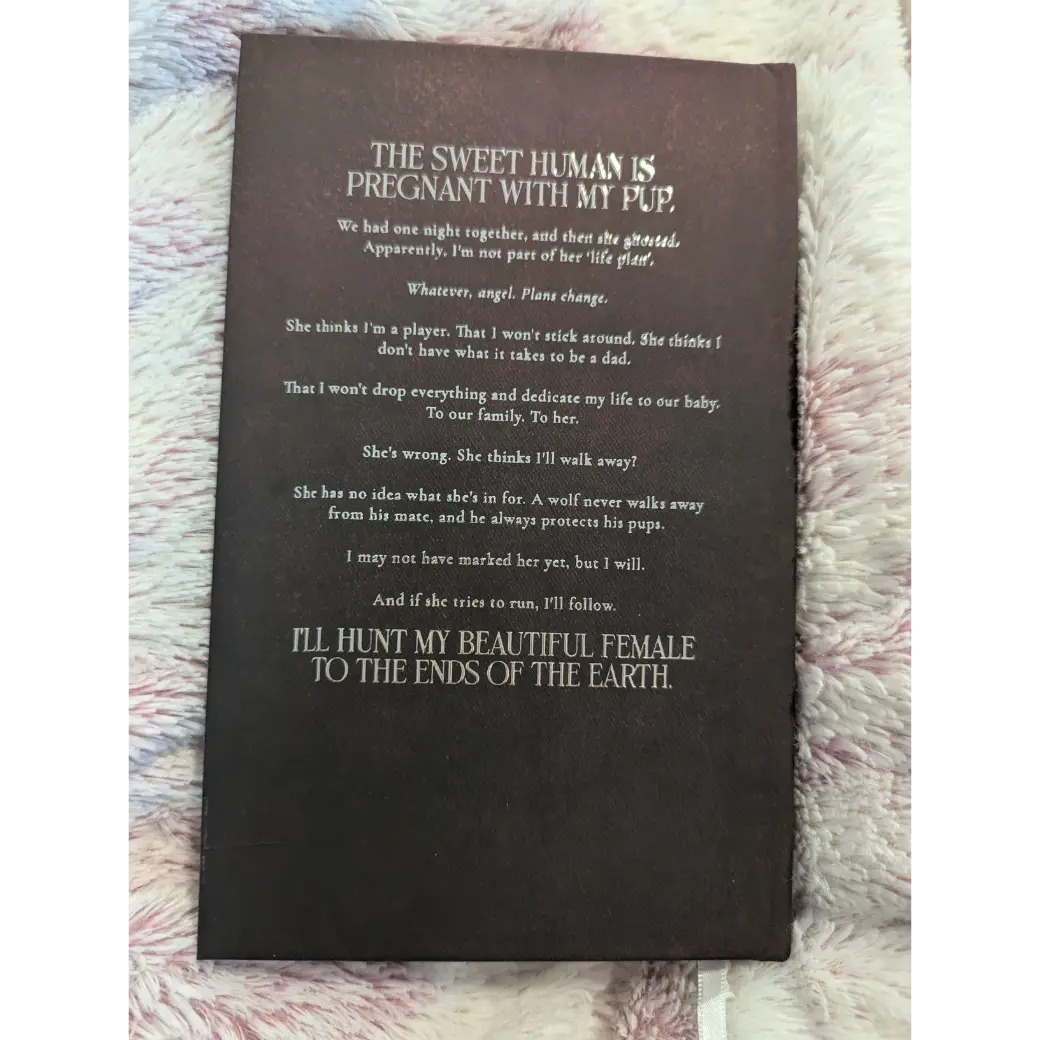 THE SWEET HUMAN IS
PREGNANT WITH MY PUP.
We had one night together, and then she ghosted.
Apparently, I'm not part of her 'life plan'.
Whatever, angel. Plans change.
She thinks I'm a player. That I won't stick around. She thinks I
don't have what it takes to be a dad.
That I won't drop everything and dedicate my life to our baby.
To our family. To her.
She's wrong. She thinks I'll walk away?
She has no idea what she's in for. A wolf never walks away
from his mate, and he always protects his pups.
I may not have marked her yet, but I will.
And if she tries to run, I'll follow.
I'LL HUNT MY BEAUTIFUL FEMALE
TO THE ENDS OF THE EARTH.